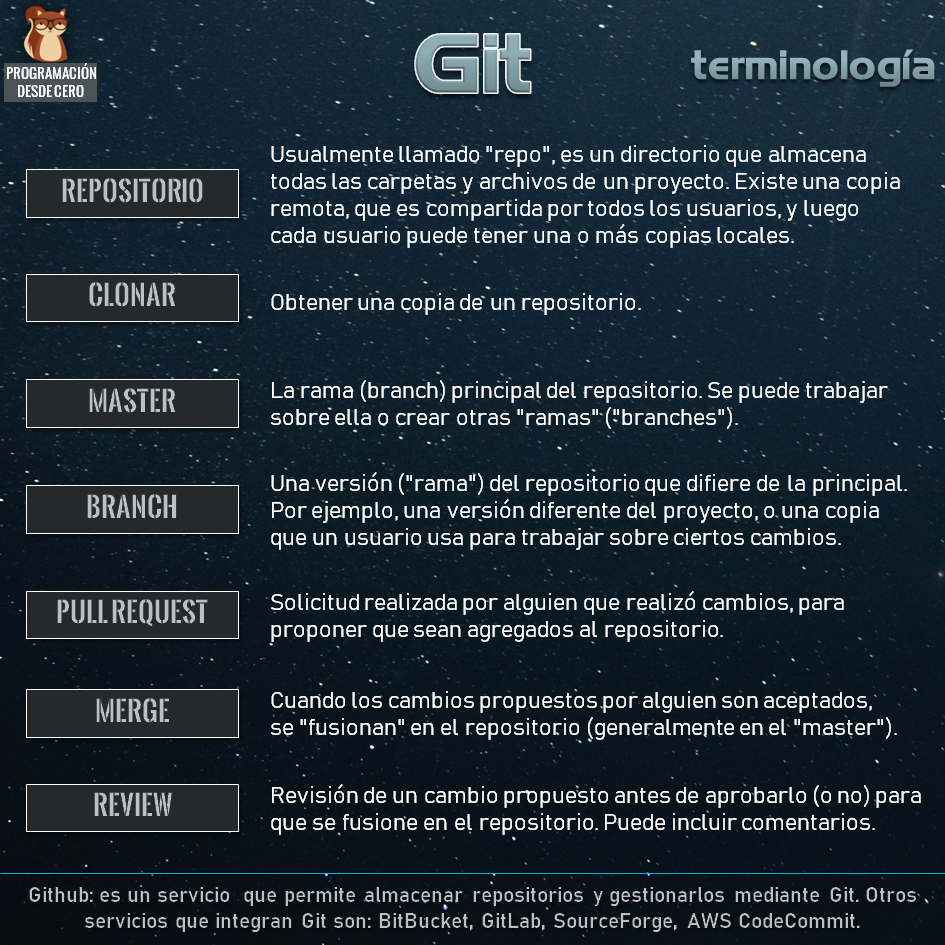 PROGRAMACIÓN
DESDE CERO
Git
terminología
REPOSITORIO
Usualmente llamado "repo", es un directorio que almacena
todas las carpetas y archivos de un proyecto. Existe una copia
remota, que es compartida por todos los usuarios, y luego
cada usuario puede tener una o más copias locales.
CLONAR
Obtener una copia de un repositorio.
MASTER
La rama (branch) principal del repositorio. Se puede trabajar
sobre ella o crear otras "ramas" ("branches").
BRANCH
Una versión ("rama") del repositorio que difiere de la principal.
Por ejemplo, una versión diferente del proyecto, o una copia
que un usuario usa para trabajar sobre ciertos cambios.
PULL REQUEST
Solicitud realizada por alguien que realizó cambios, para
proponer que sean agregados al repositorio.
MERGE
Cuando los cambios propuestos por alguien son aceptados,
se "fusionan" en el repositorio (generalmente en el "master").
REVIEW
Revisión de un cambio propuesto antes de aprobarlo (o no) para
que se fusione en el repositorio. Puede incluir comentarios.
Github: es un servicio que permite almacenar repositorios y gestionarlos mediante Git. Otros
servicios que integran Git son: BitBucket, GitLab, SourceForge, AWS CodeCommit.